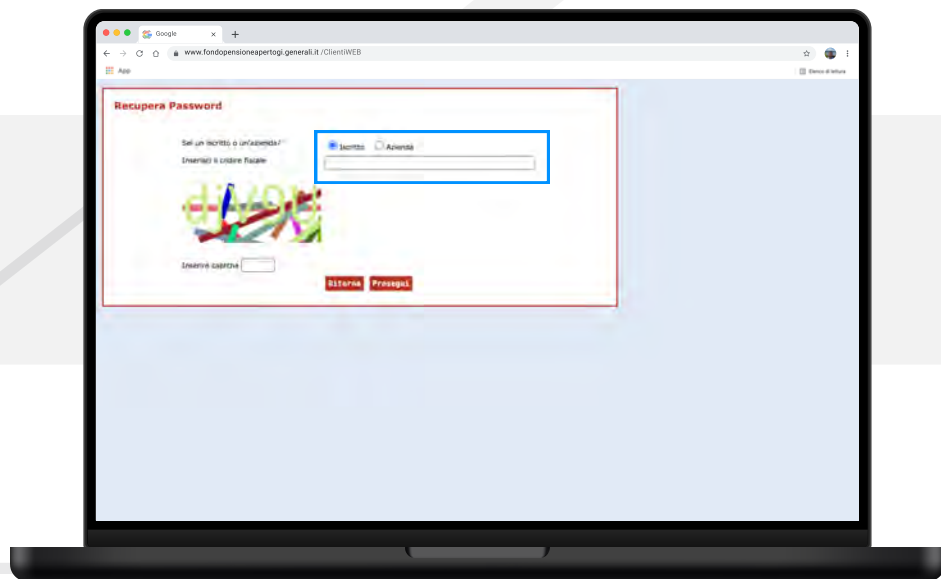 Google
www.fondopensioneapertogi.generali.it /ClientiWEB
App
Elenco di lettura
Recupera Password
Sei un iscritto o un'azienda?
Iscritto Azienda
Inserisci il codice fiscale
Inserire captcha
Ritorna Prosegui